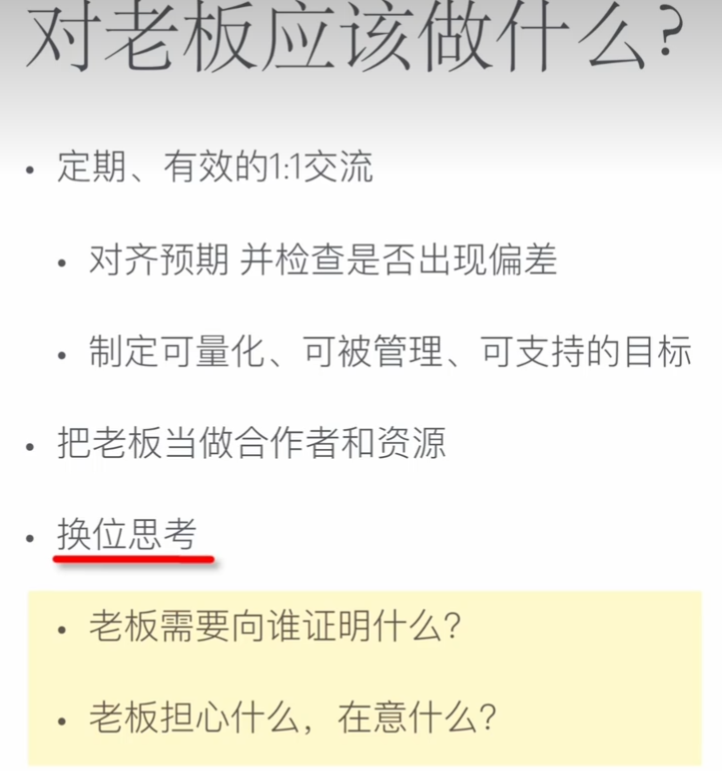 对老板应该做什么?
• 定期、有效的1:1交流
• 对齐预期 并检查是否出现偏差
• 制定可量化、可被管理、可支持的目标
• 把老板当做合作者和资源
• 换位思考
• 老板需要向谁证明什么?
• 老板担心什么，在意什么?